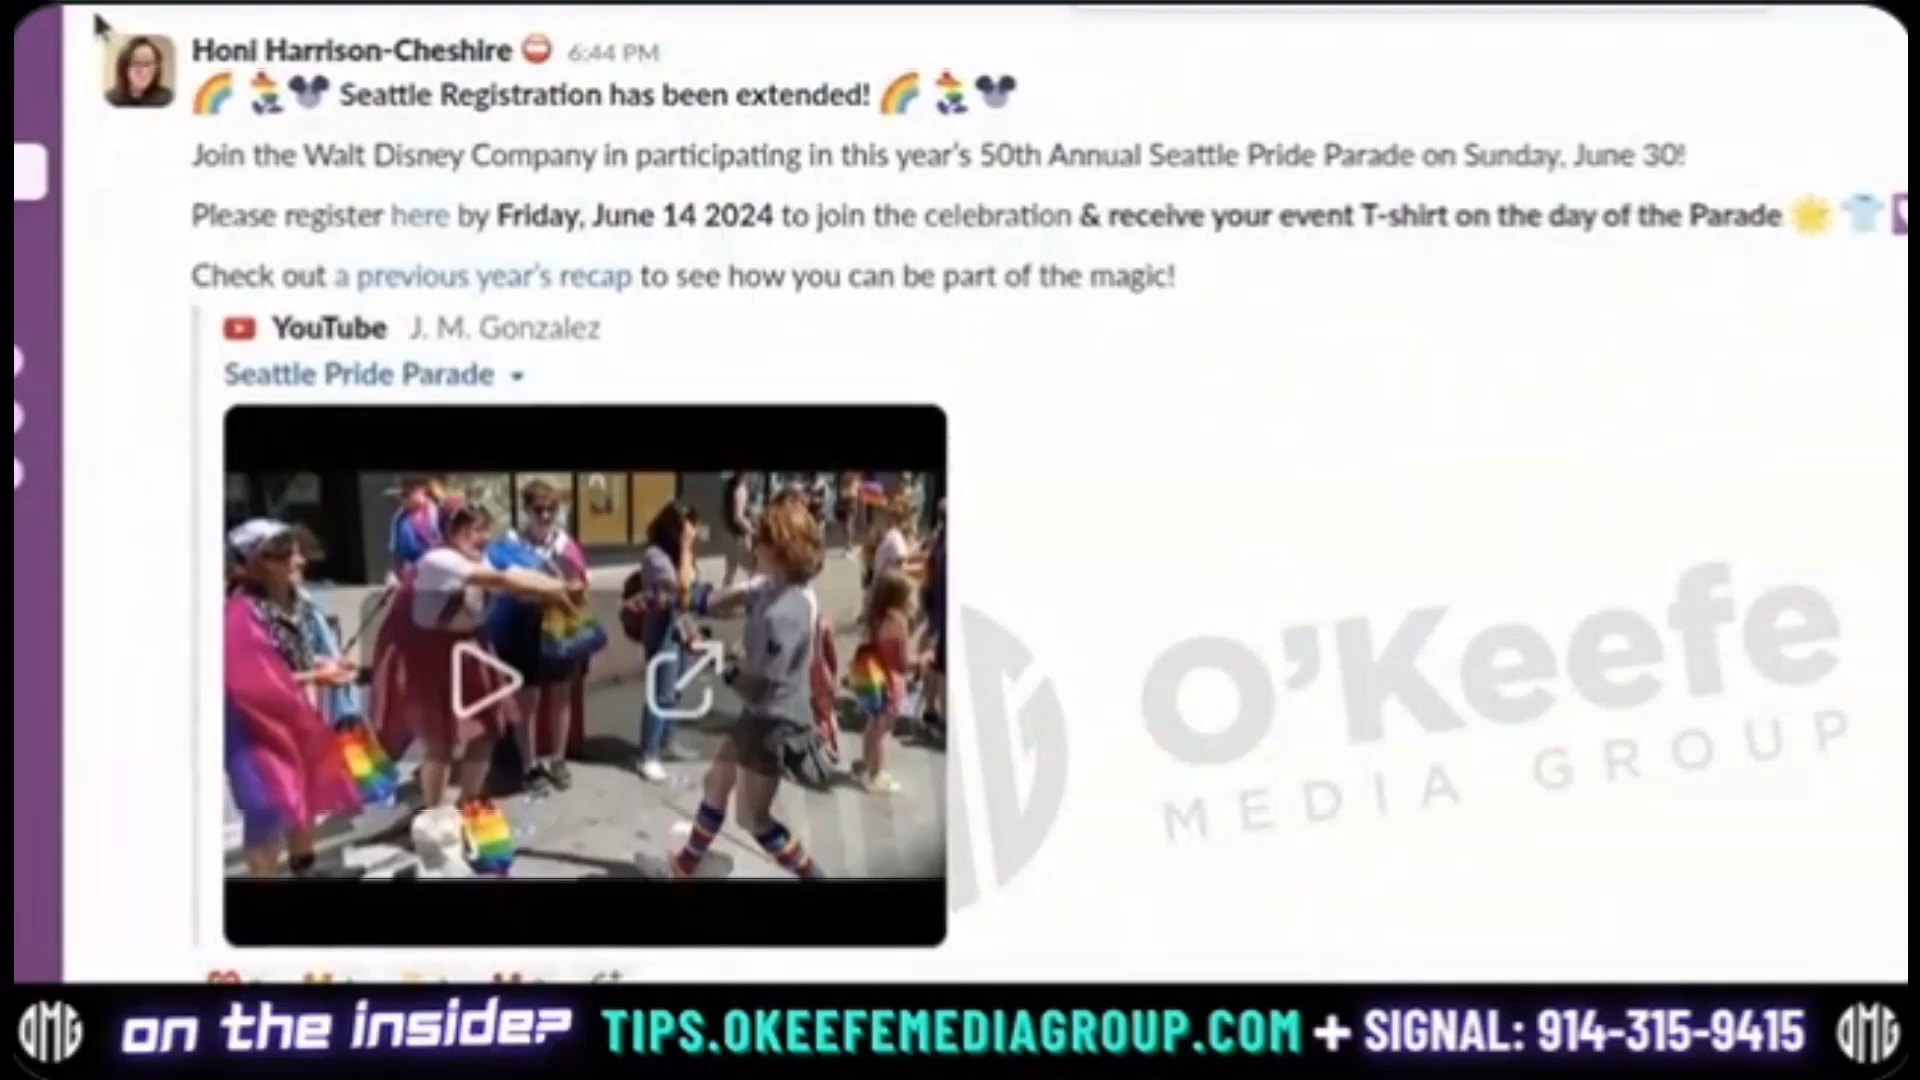 Honi Harrison-Cheshire 6:44 PM
Seattle Registration has been extended!
Join the Walt Disney Company in participating in this year's 50th Annual Seattle Pride Parade on Sunday, June 30!
Please register here by Friday, June 14 2024 to join the celebration & receive your event T-shirt on the day of the Parade
Check out a previous year's recap to see how you can be part of the magic!
YouTube J. M. Gonzalez
Seattle Pride Parade
O'Keefe
MEDIA GROUP
OMG on the inside? TIPS.OKEEFEMEDIAGROUP.COM + SIGNAL: 914-315-9415 OMG